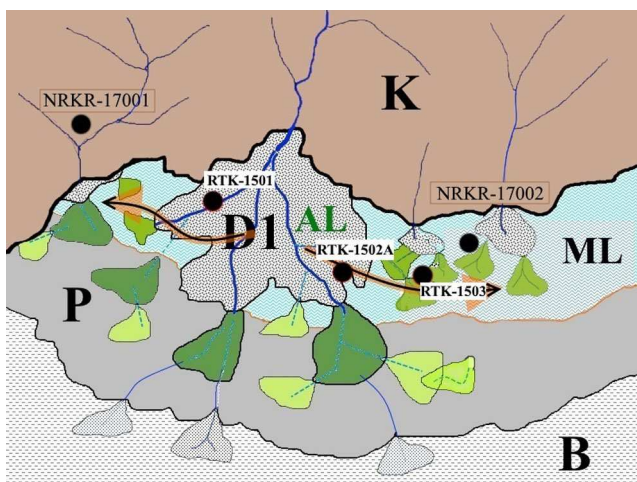 NRKR-17001
K
RTK-1501
NRKR-17002
D1
AL
RTK-1502A
ML
RTK-1503
P
B